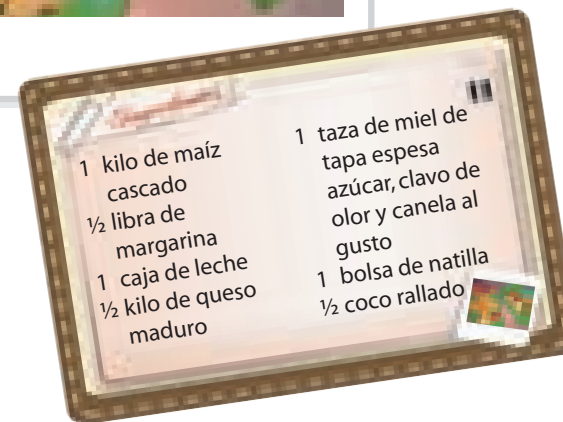 1 kilo de maíz
cascado
½ libra de
margarina
1 caja de leche
½ kilo de queso
maduro
1 taza de miel de
tapa espesa
azúcar, clavo de
olor y canela al
gusto
1 bolsa de natilla
½ coco rallado